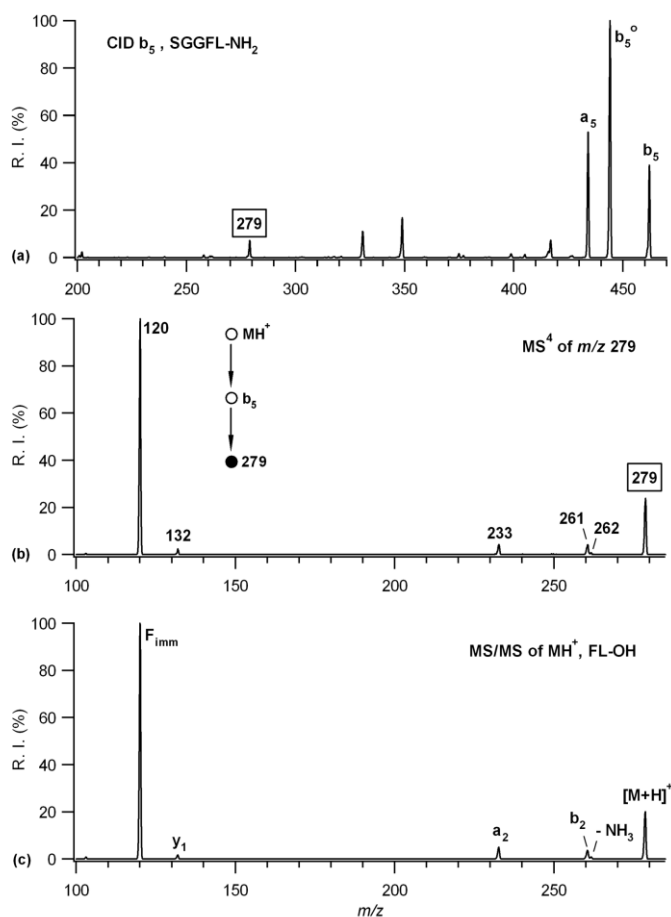 CID b5 , SGGFL-NH2
b5o
a5
b5
279
R. I. (%)
100
80
60
40
20
0
(a)
200 250 300 350 400 450
120
MH+
b5
279
MS4 of m/z 279
279
132
233
261
262
R. I. (%)
100
80
60
40
20
0
(b)
100 150 200 250
Fimm
MS/MS of MH+, FL-OH
[M+H]+
y1
a2
b2
- NH3
R. I. (%)
100
80
60
40
20
0
(c)
100 150 200 250
m/z